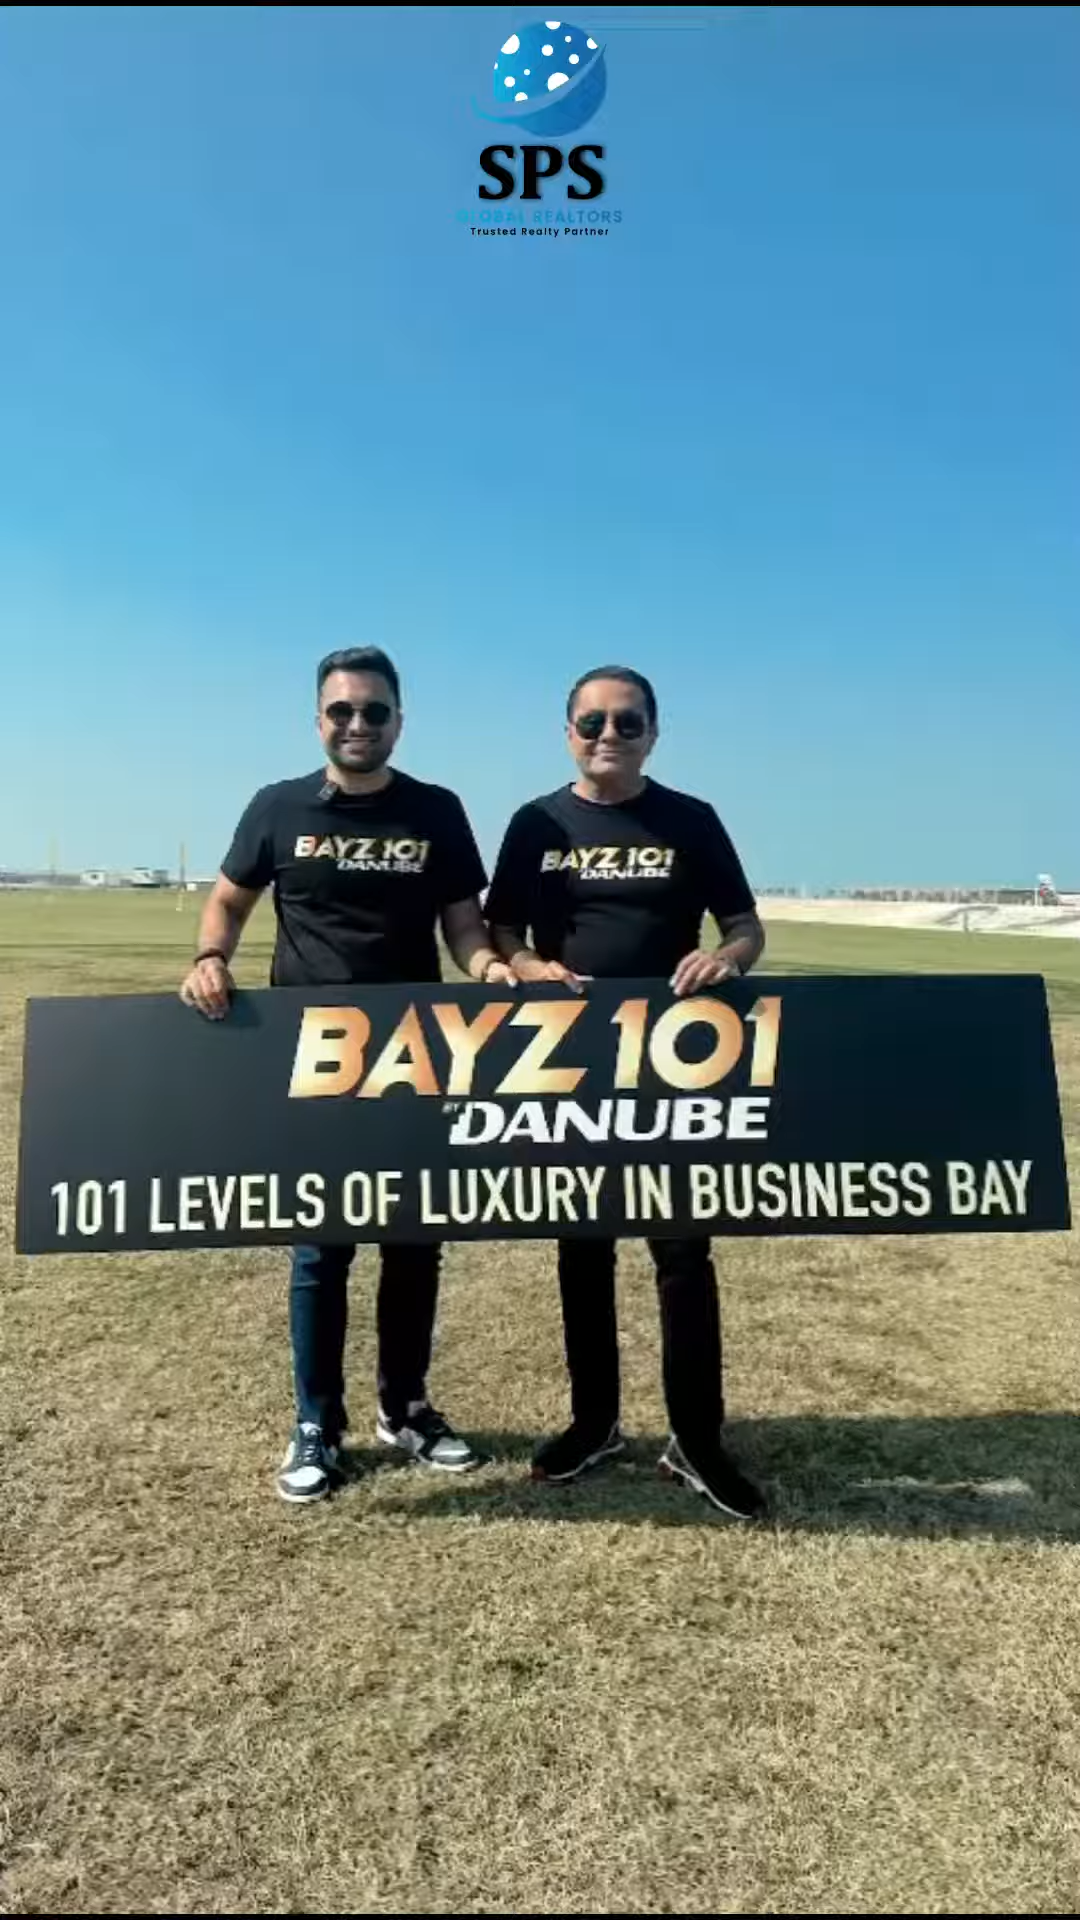 SPS
GLOBAL REALTORS
Trusted Realty Partner
BAYZ 101
DANUBE
BAYZ 101
DANUBE
BAYZ 101
BY DANUBE
101 LEVELS OF LUXURY IN BUSINESS BAY